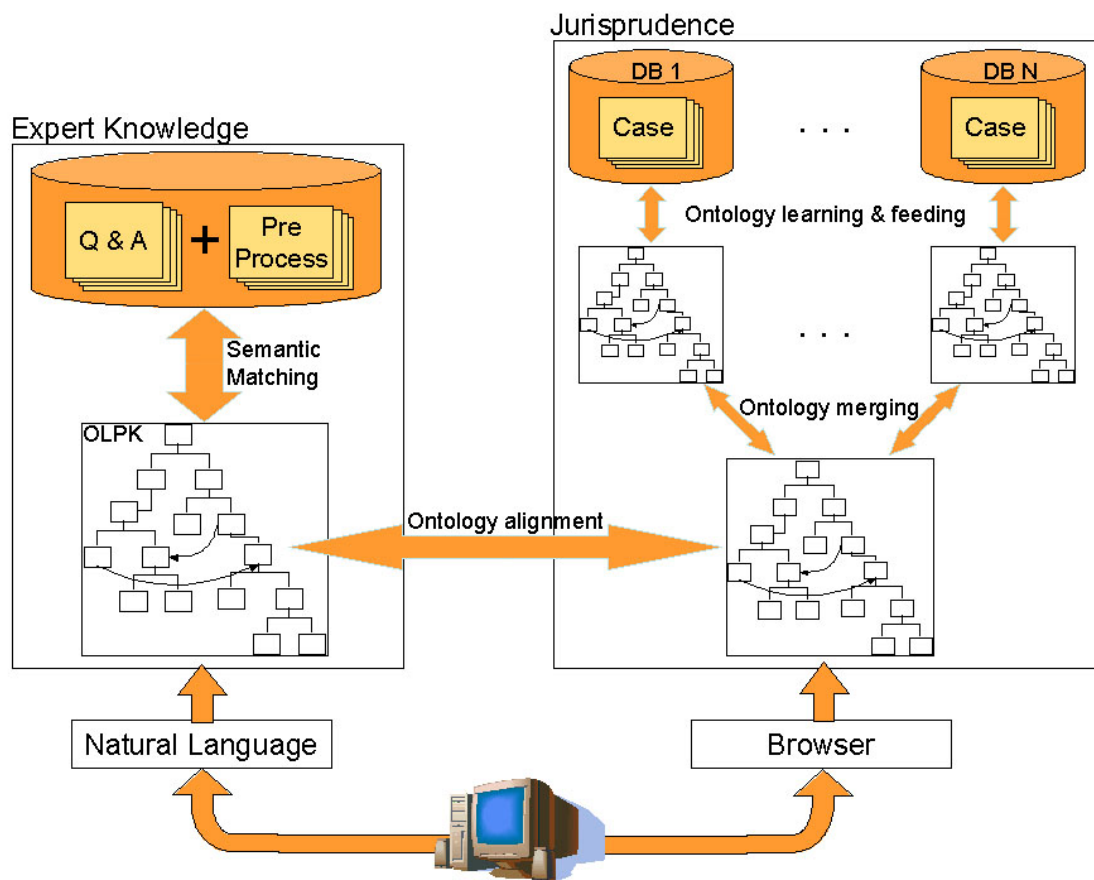 Jurisprudence
DB 1
DB N
Case
. . .
Case
Expert Knowledge
Q & A
+
Pre
Process
Ontology learning & feeding
Semantic
Matching
. . .
Ontology merging
OLPK
Ontology alignment
Natural Language
Browser